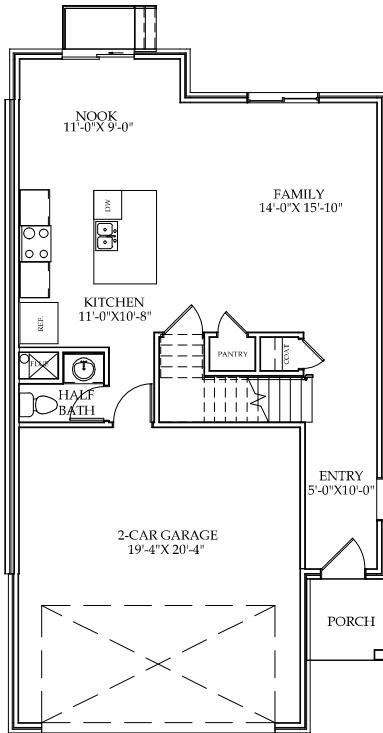 NOOK
11'-0"X 9'-0"
FAMILY
14'-0"X 15'-10"
DW
KITCHEN
11'-0"X10'-8"
REF.
PANTRY
COAT
HALF
BATH
ENTRY
5'-0"X10'-0"
2-CAR GARAGE
19'-4"X 20'-4"
PORCH